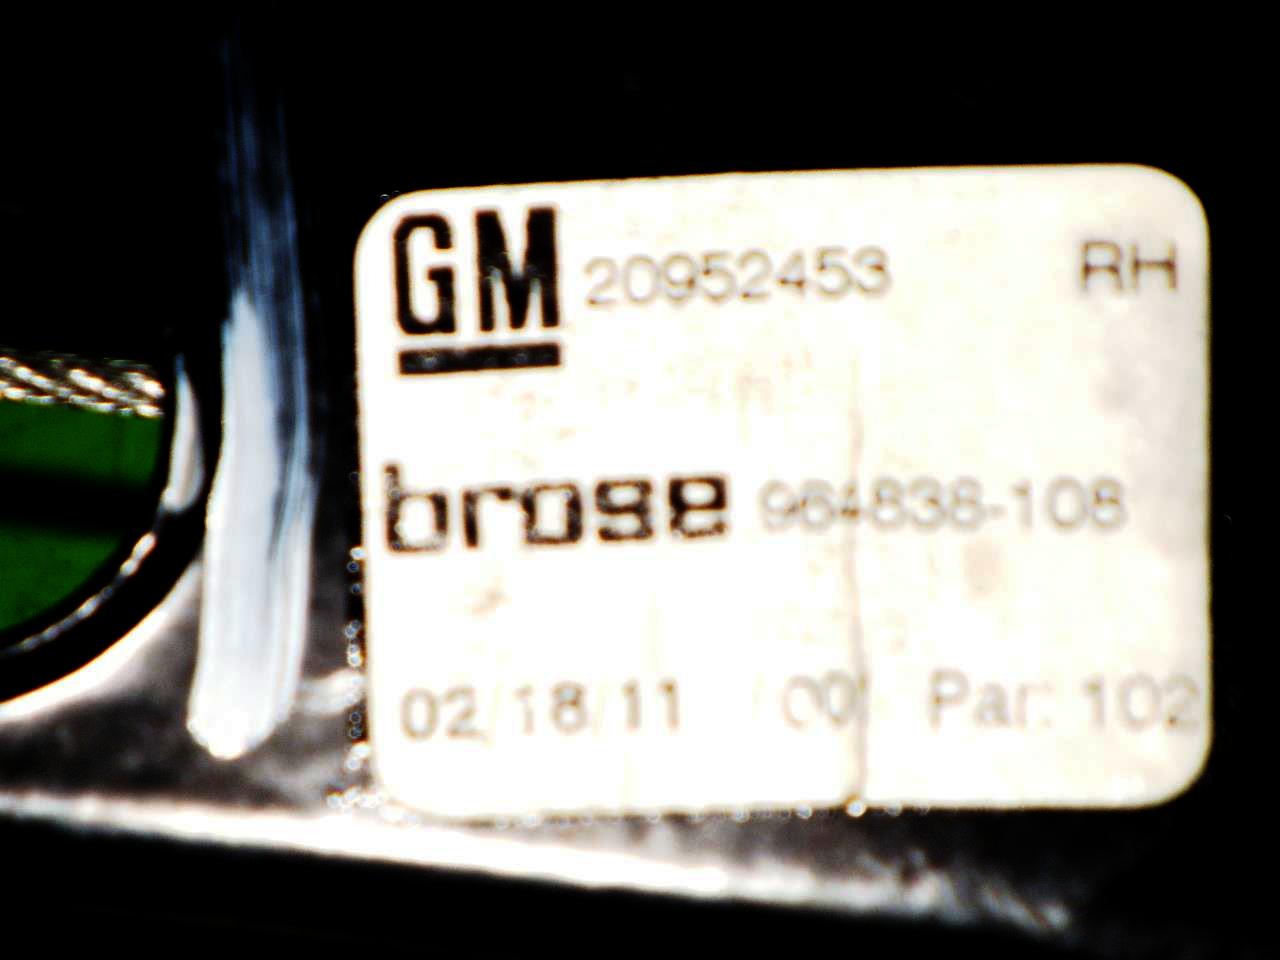 GM 20952453 RH
brose 964838-108
02/18/11 00 Par: 102